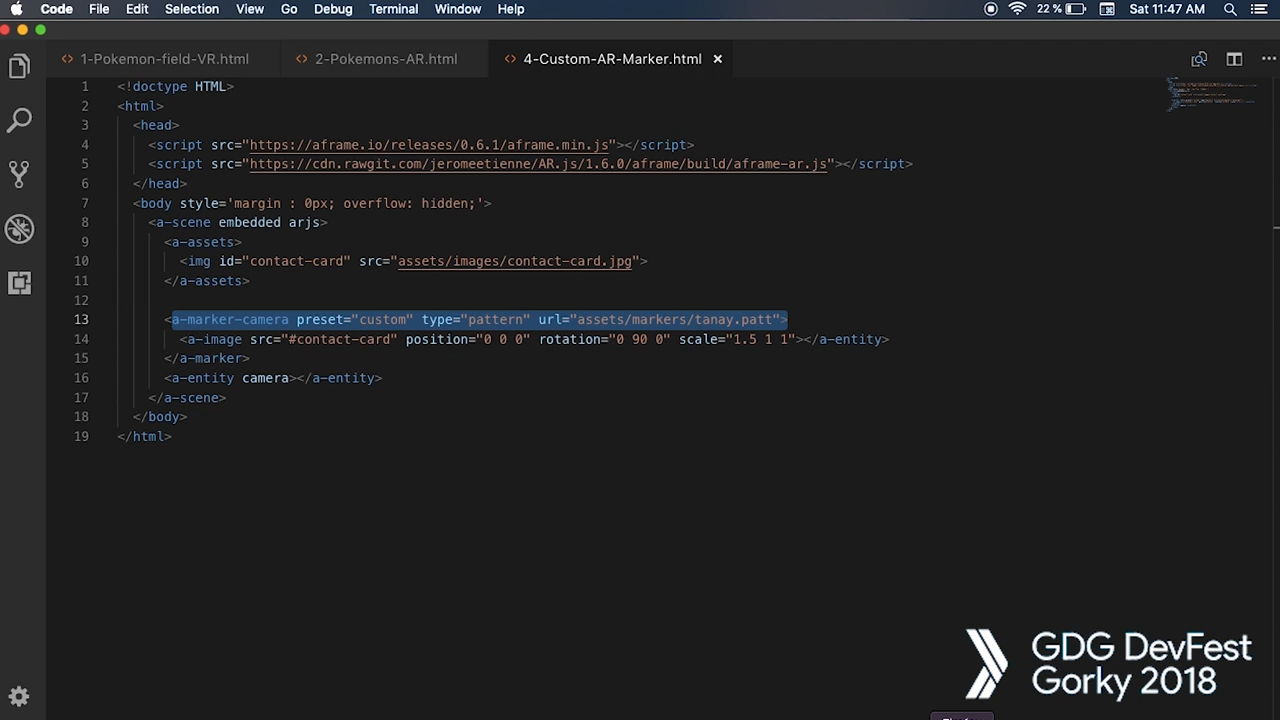 Code File Edit Selection View Go Debug Terminal Window Help 22 % Sat 11:47 AM
1-Pokemon-field-VR.html 2-Pokemons-AR.html 4-Custom-AR-Marker.html
1 <!doctype HTML>
2 <html>
3 <head>
4 <script src="https://aframe.io/releases/0.6.1/aframe.min.js"></script>
5 <script src="https://cdn.rawgit.com/jeromeetienne/AR.js/1.6.0/aframe/build/aframe-ar.js"></script>
6 </head>
7 <body style='margin : 0px; overflow: hidden;'>
8 <a-scene embedded arjs>
9 <a-assets>
10 <img id="contact-card" src="assets/images/contact-card.jpg">
11 </a-assets>
12
13 <a-marker-camera preset="custom" type="pattern" url="assets/markers/tanay.patt">
14 <a-image src="#contact-card" position="0 0 0" rotation="0 90 0" scale="1.5 1 1"></a-entity>
15 </a-marker>
16 <a-entity camera></a-entity>
17 </a-scene>
18 </body>
19 </html>
GDG DevFest
Gorky 2018